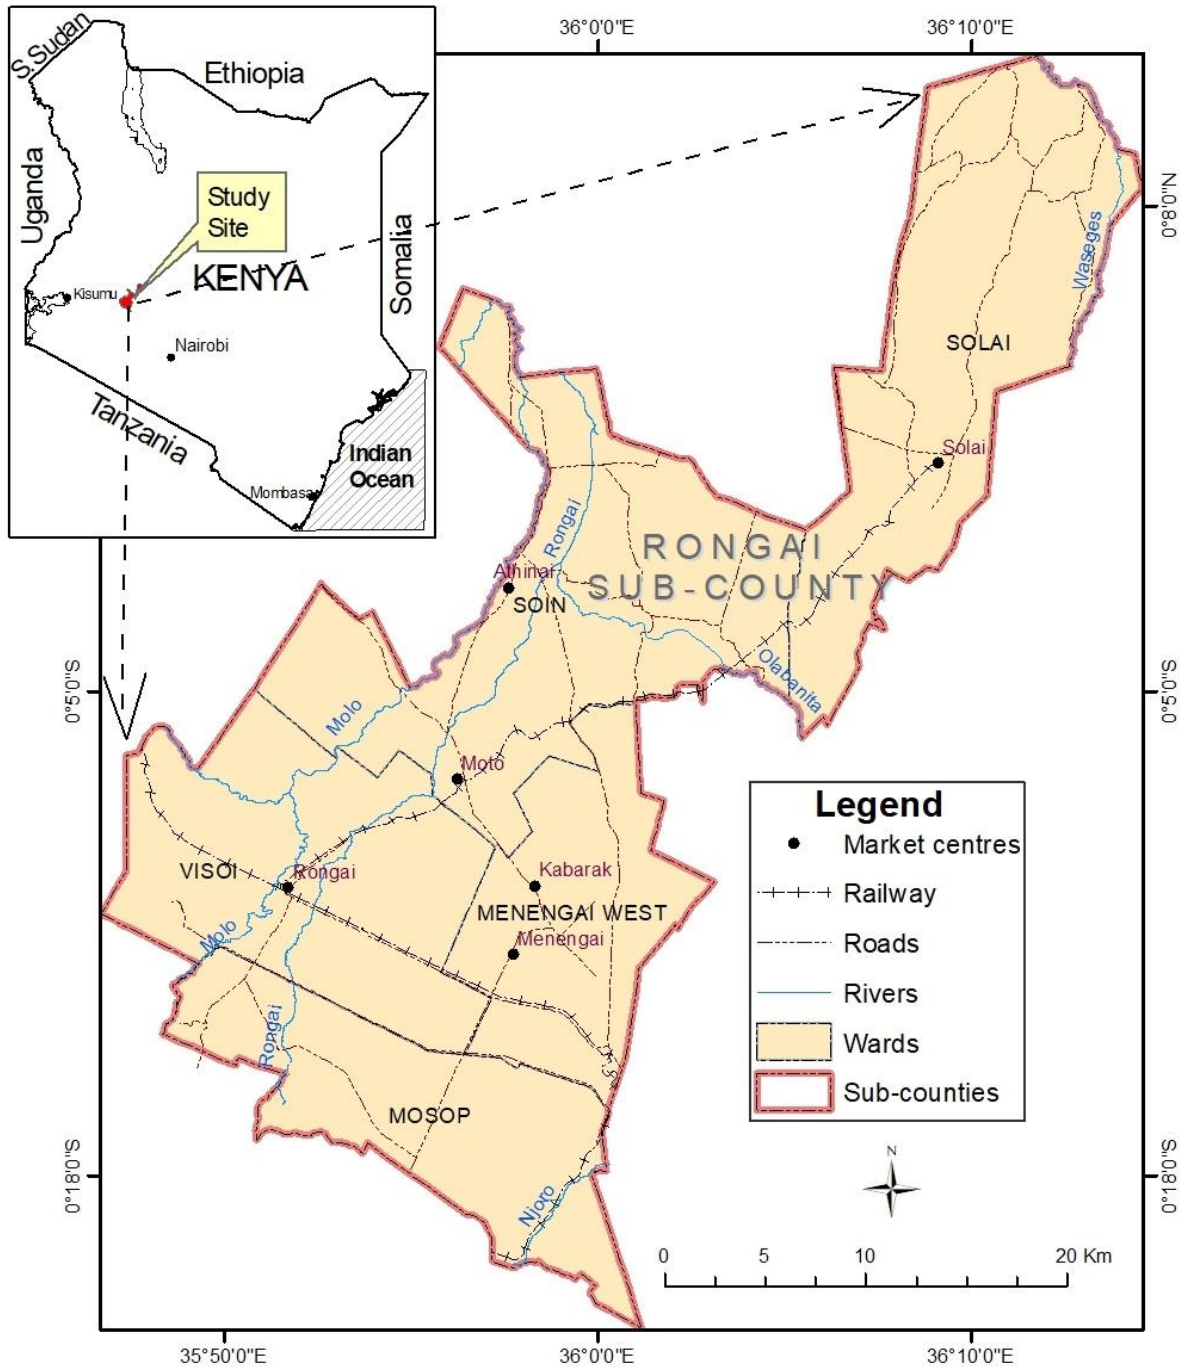 36°0'0"E
36°10'0"E
S.Sudan
Ethiopia
Uganda
Study
Site
Somalia
KENYA
Kisumu
Nairobi
Tanzania
Indian
Ocean
Mombasa
0°8'0"N
Waseges
SOLAI
Solai
Rongai
RONGAI
SUB-COUNTY
Athinai
SOIN
Olabanita
0°5'0"S
0°5'0"S
Molo
Moto
VISOI
Rongai
Kabarak
MENENGAI WEST
Menengai
Molo
Rongai
MOSOP
Njoro
Legend
Market centres
Railway
Roads
Rivers
Wards
Sub-counties
N
0°18'0"S
0°18'0"S
0 5 10 20 Km
35°50'0"E
36°0'0"E
36°10'0"E